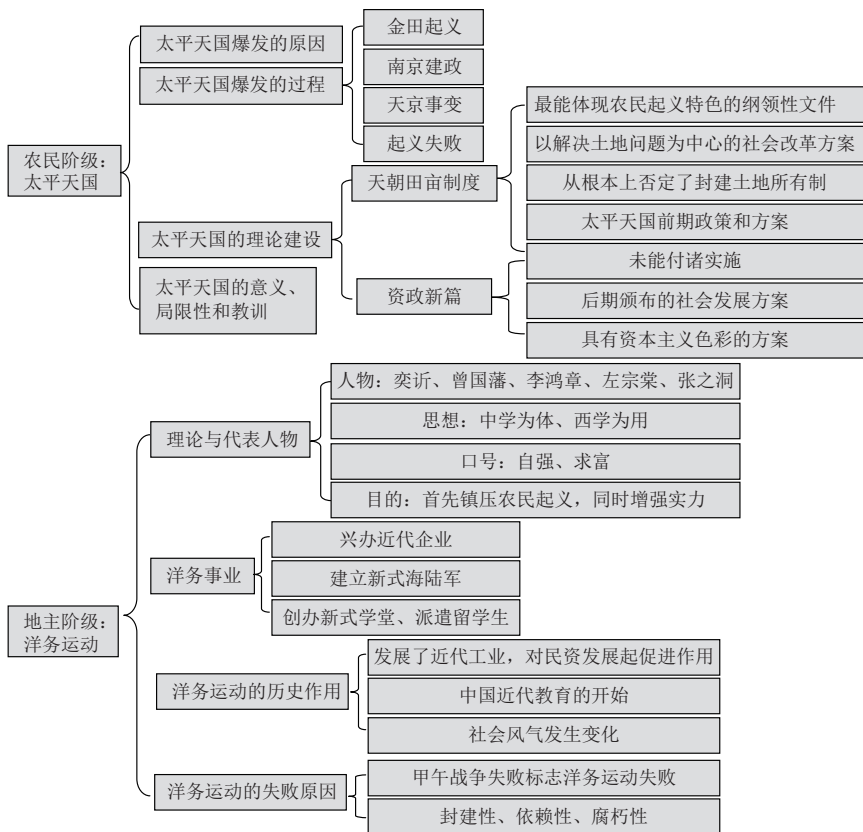 农民阶级：
太平天国
太平天国爆发的原因
太平天国爆发的过程
金田起义
南京建政
天京事变
起义失败
太平天国的理论建设
天朝田亩制度
最能体现农民起义特色的纲领性文件
以解决土地问题为中心的社会改革方案
从根本上否定了封建土地所有制
太平天国前期政策和方案
未能付诸实施
资政新篇
后期颁布的社会发展方案
具有资本主义色彩的方案
太平天国的意义、
局限性和教训
地主阶级：
洋务运动
理论与代表人物
人物：奕䜣、曾国藩、李鸿章、左宗棠、张之洞
思想：中学为体、西学为用
口号：自强、求富
目的：首先镇压农民起义，同时增强实力
洋务事业
兴办近代企业
建立新式海陆军
创办新式学堂、派遣留学生
洋务运动的历史作用
发展了近代工业，对民资发展起促进作用
中国近代教育的开始
社会风气发生变化
洋务运动的失败原因
甲午战争失败标志洋务运动失败
封建性、依赖性、腐朽性